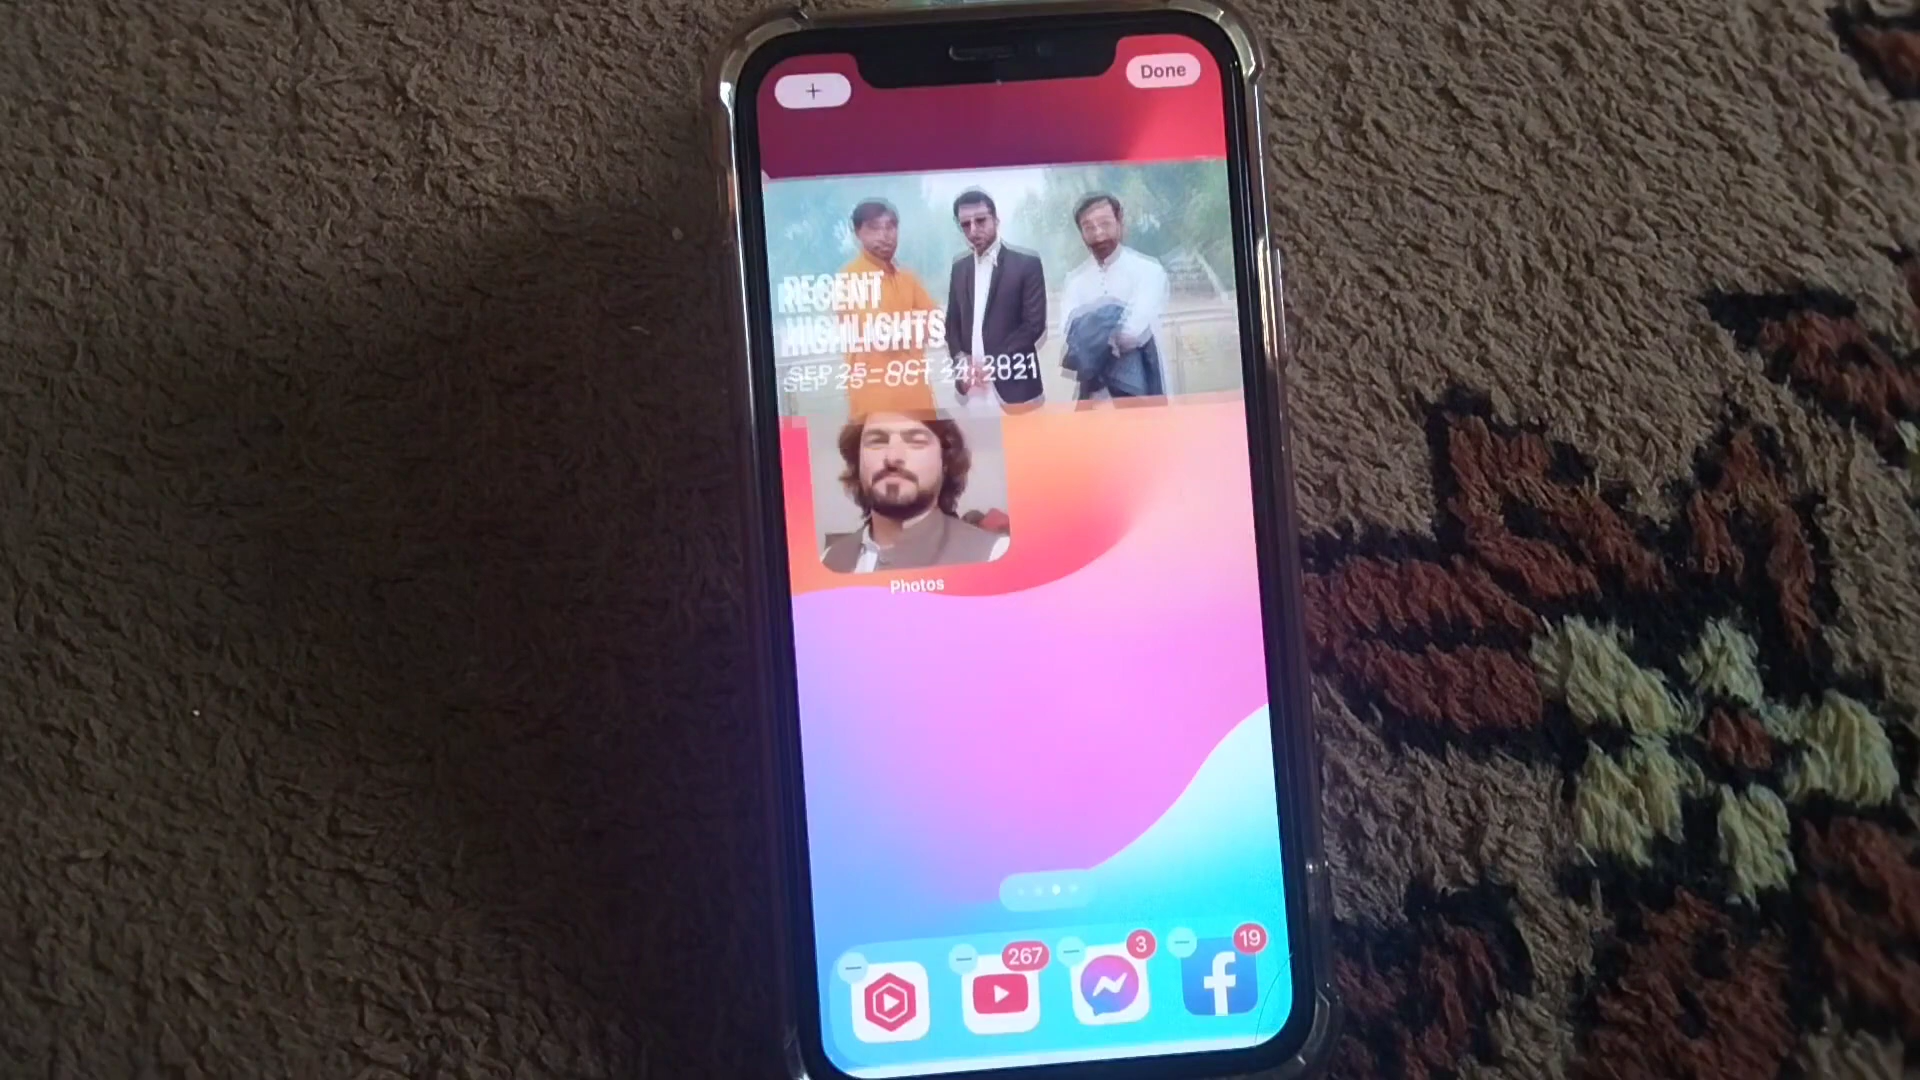 +
Done
RECENT
HIGHLIGHTS
SEP 25 – OCT 24, 2021
Photos
267
3
19